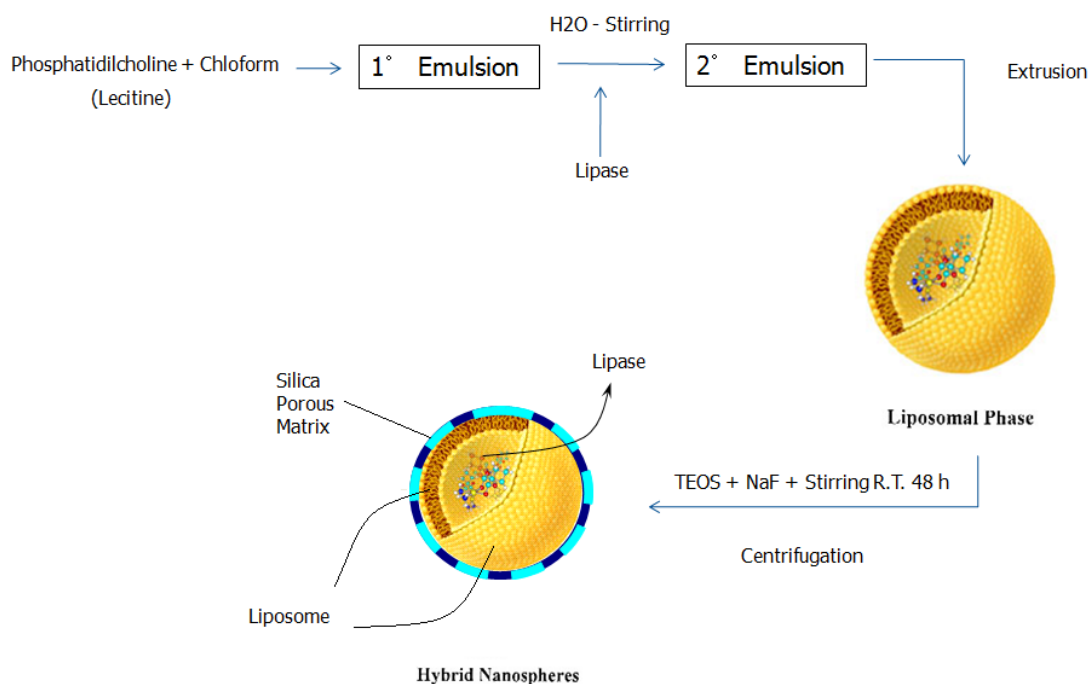 H2O - Stirring
Phosphatidilcholine + Chloform
(Lecitine)
1° Emulsion
2° Emulsion
Extrusion
Lipase
Liposomal Phase
Lipase
Silica
Porous
Matrix
TEOS + NaF + Stirring R.T. 48 h
Centrifugation
Liposome
Hybrid Nanospheres